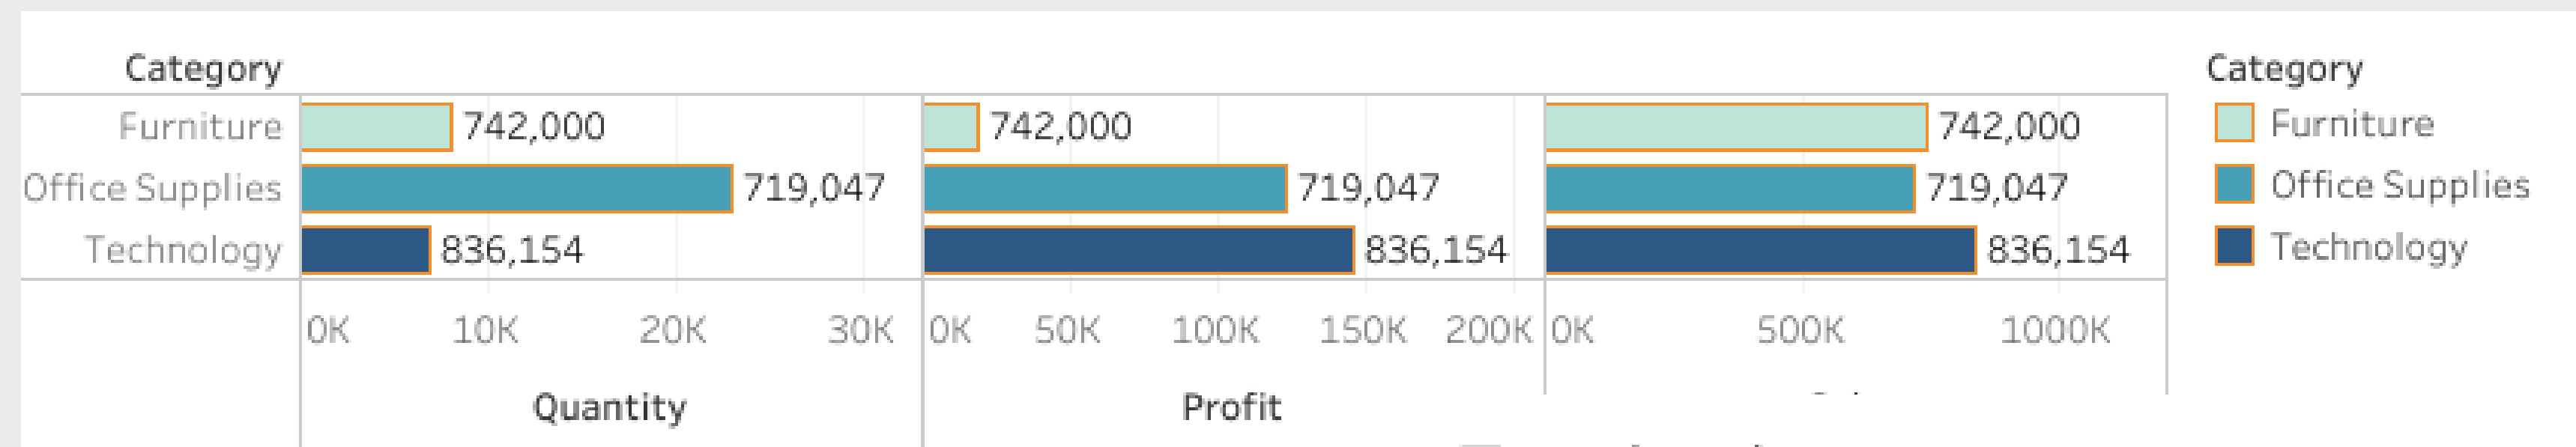 Category
Category
Furniture 742,000 742,000 742,000 Furniture
Office Supplies 719,047 719,047 719,047 Office Supplies
Technology 836,154 836,154 836,154 Technology
0K 10K 20K 30K 0K 50K 100K 150K 200K 0K 500K 1000K
Quantity Profit